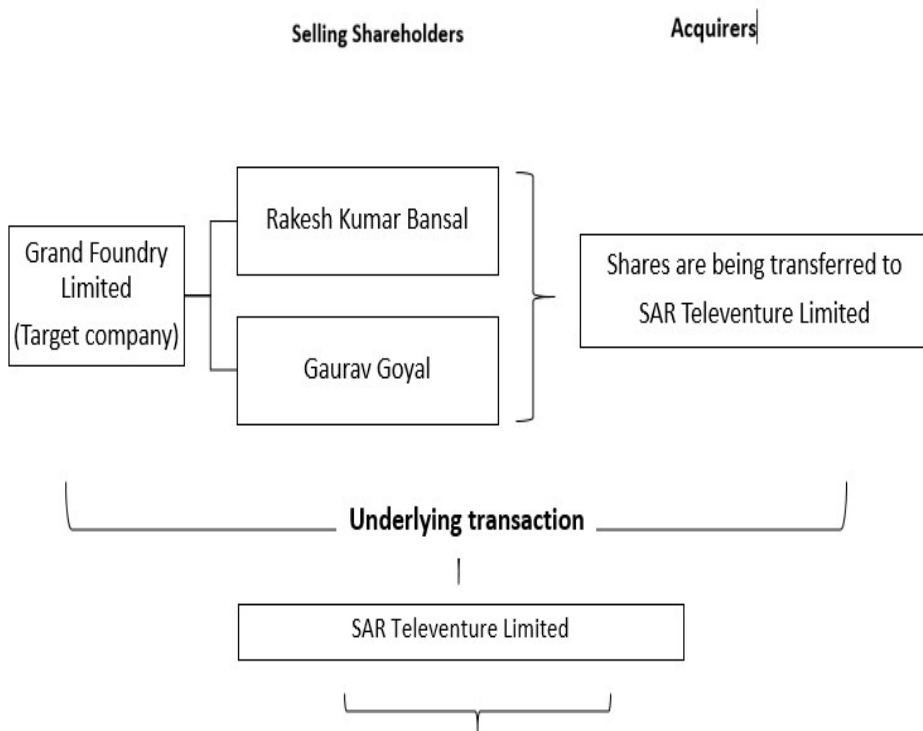 Selling Shareholders
Acquirers
Grand Foundry
Limited
(Target company)
Rakesh Kumar Bansal
Gaurav Goyal
Shares are being transferred to
SAR Televenture Limited
Underlying transaction
SAR Televenture Limited